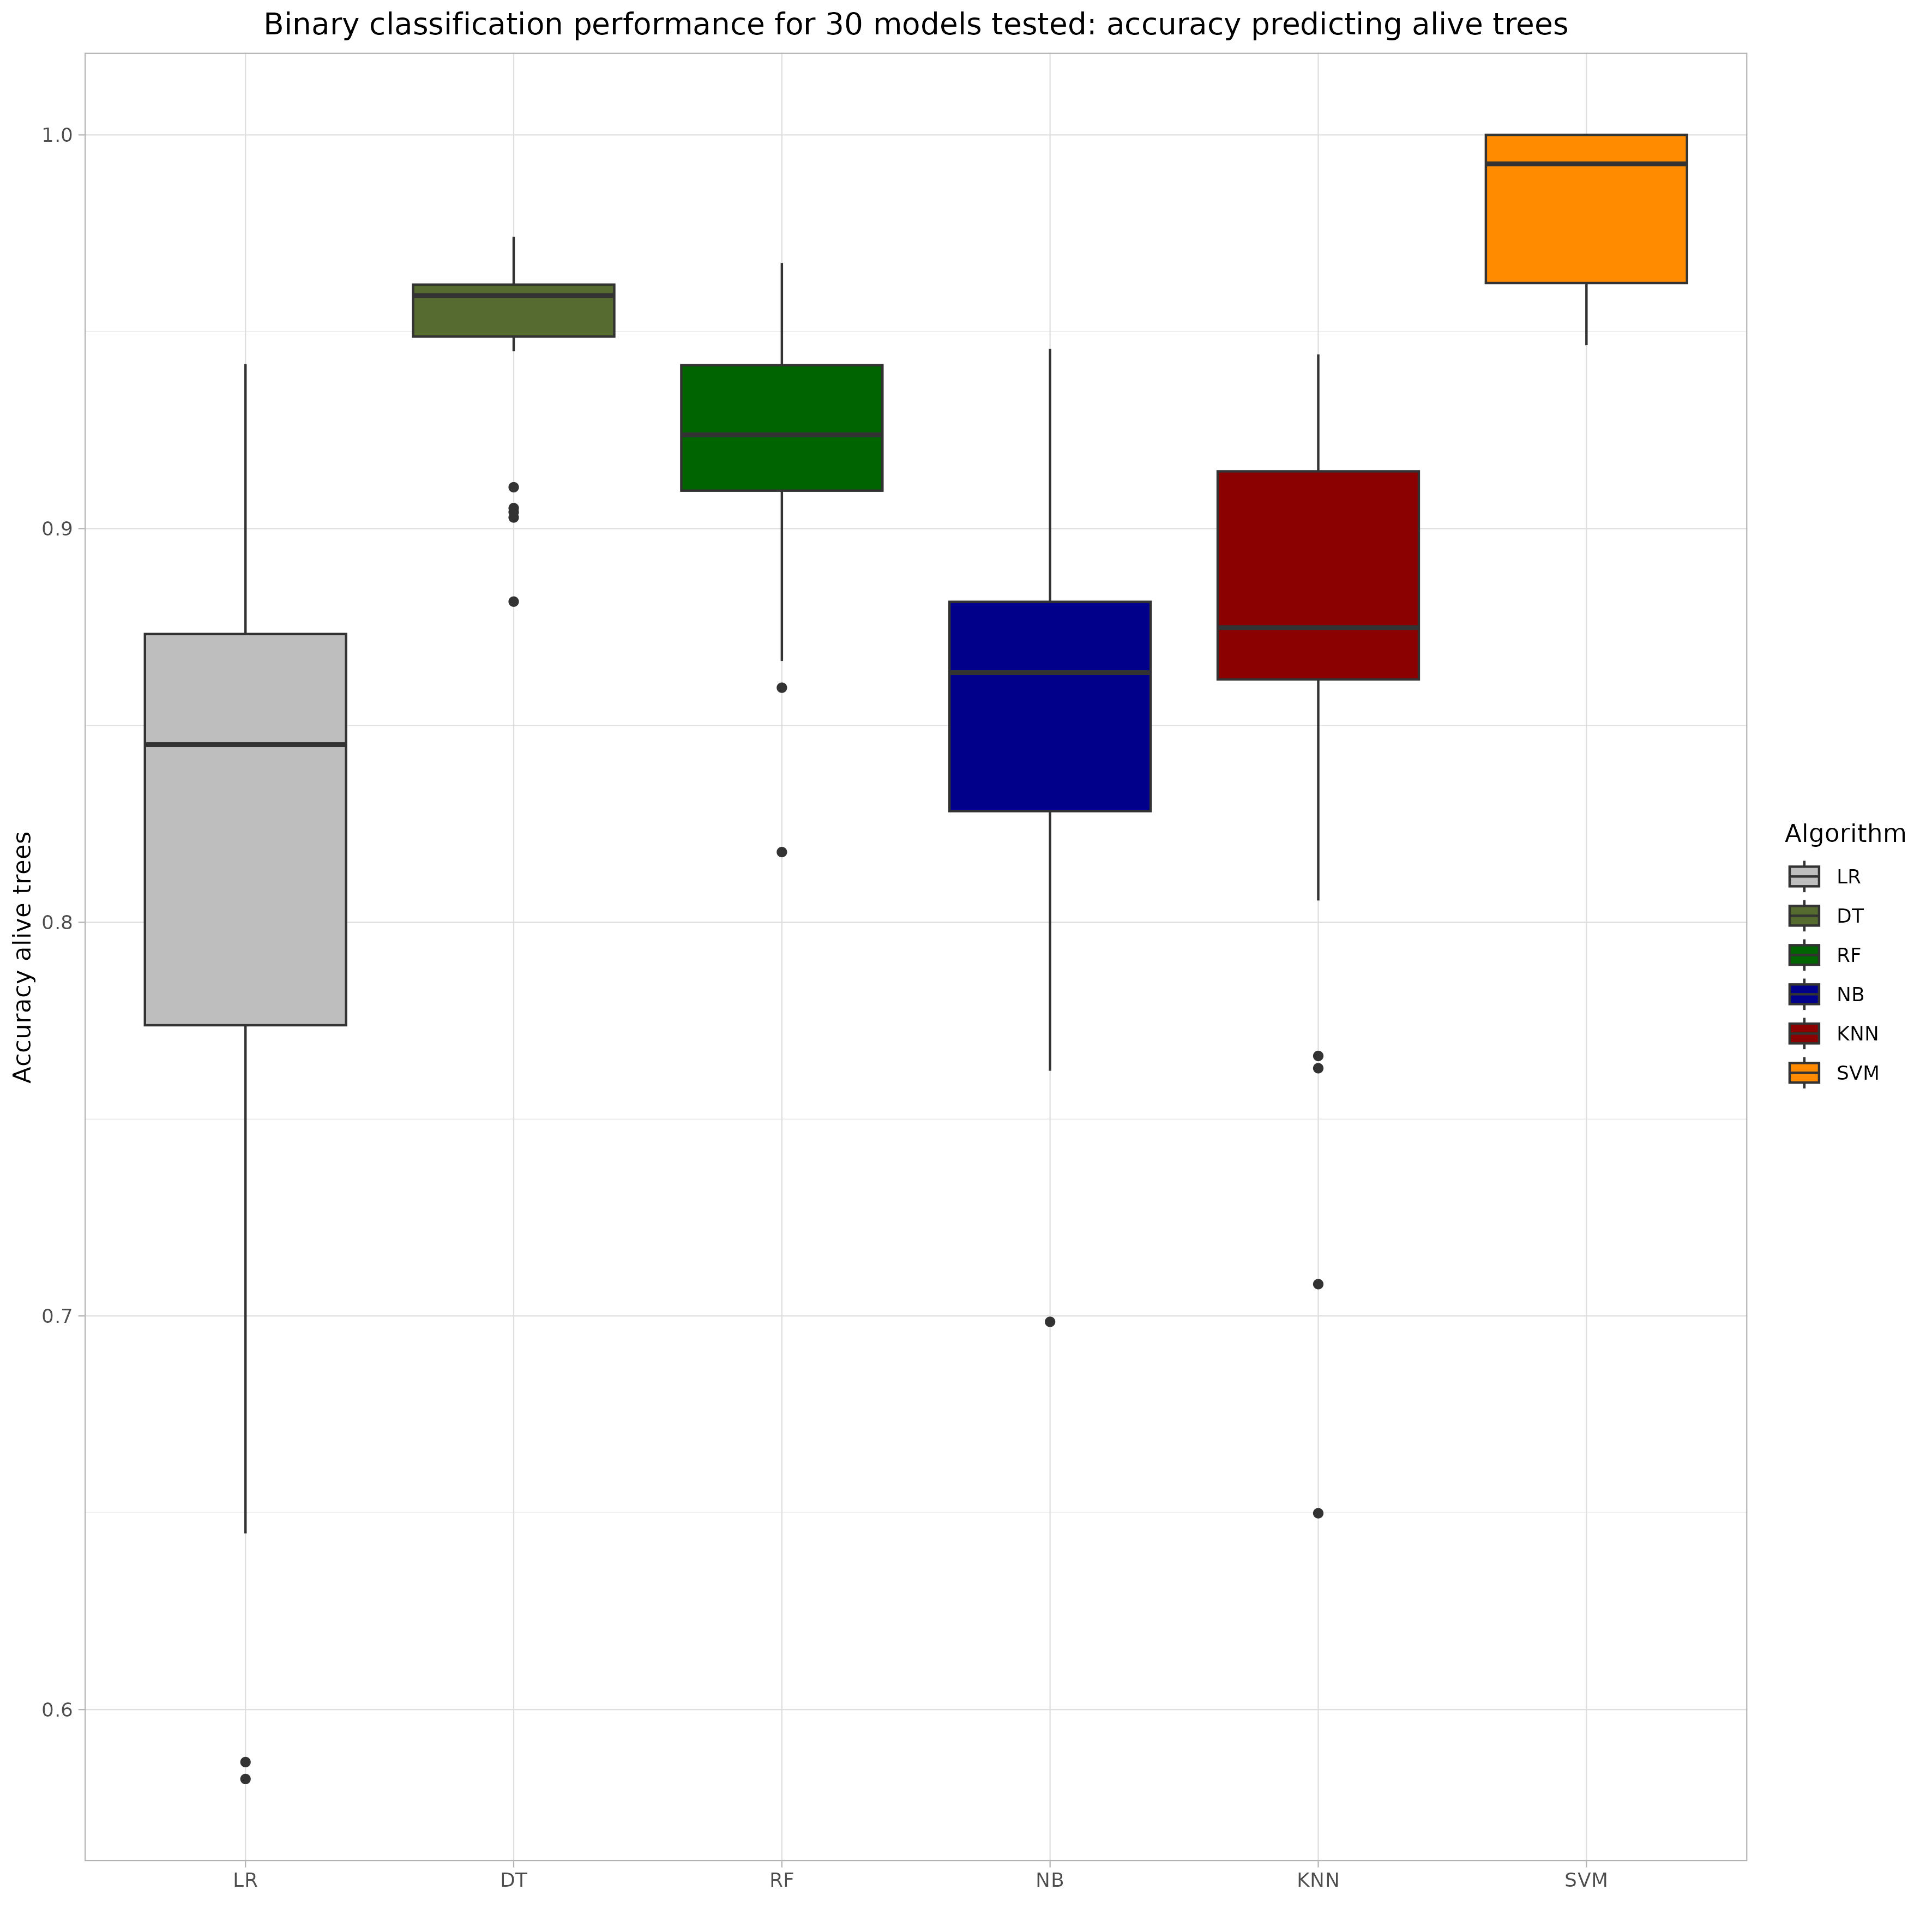 Binary classification performance for 30 models tested: accuracy predicting alive trees
Accuracy alive trees
1.0
0.9
0.8
0.7
0.6
LR
DT
RF
NB
KNN
SVM
Algorithm
LR
DT
RF
NB
KNN
SVM